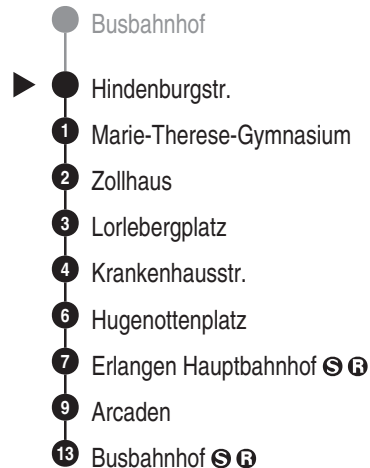 Busbahnhof
Hindenburgstr.
1 Marie-Therese-Gymnasium
2 Zollhaus
3 Lorlebergplatz
4 Krankenhausstr.
6 Hugenottenplatz
7 Erlangen Hauptbahnhof S R
9 Arcaden
13 Busbahnhof S R